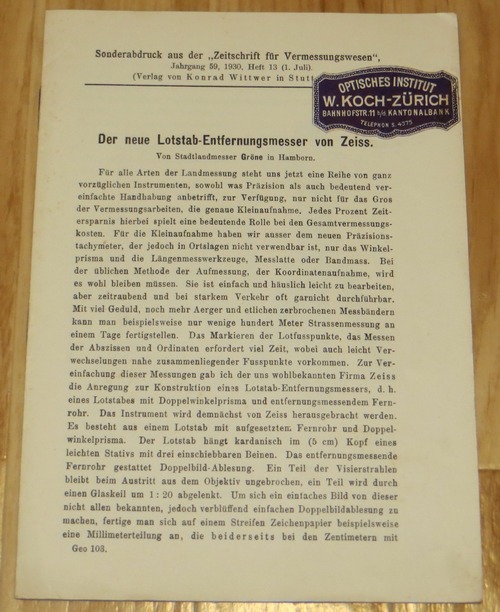 Sonderabdruck aus der „Zeitschrift für Vermessungswesen“,
Jahrgang 59, 1930, Heft 13 (1. Juli).
(Verlag von Konrad Wittwer in Stutt
OPTISCHES INSTITUT
W. KOCH-ZÜRICH
BAHNHOFSTR. 11 KANTONALBANK
TELEPHON S. 4275
Der neue Lotstab-Entfernungsmesser von Zeiss.
Von Stadtlandmesser Gröne in Hamborn.
Für alle Arten der Landmessung steht uns jetzt eine Reihe von ganz
vorzüglichen Instrumenten, sowohl was Präzision als auch bedeutend ver-
einfachte Handhabung anbetrifft, zur Verfügung, nur nicht für das Gros
der Vermessungsarbeiten, die genaue Kleinaufnahme. Jedes Prozent Zeit-
ersparnis hierbei spielt eine bedeutende Rolle bei den Gesamtvermessungs-
kosten. Für die Kleinaufnahme haben wir ausser dem neuen Präzisions-
tachymeter, der jedoch in Ortslagen nicht verwendbar ist, nur das Winkel-
prisma und die Längenmesswerkzeuge, Messlatte oder Bandmass. Bei
der üblichen Methode der Aufmessung, der Koordinatenaufnahme, wird
es wohl bleiben müssen. Sie ist einfach und häuslich leicht zu bearbeiten,
aber zeitraubend und bei starkem Verkehr oft garnicht durchführbar.
Mit viel Geduld, noch mehr Aerger und etlichen zerbrochenen Messbändern
kann man beispielsweise nur wenige hundert Meter Strassenmessung an
einem Tage fertigstellen. Das Markieren der Lotfusspunkte, das Messen
der Abszissen und Ordinaten erfordert viel Zeit, wobei auch leicht Ver-
wechselungen nahe zusammenliegender Fusspunkte vorkommen. Zur Ver-
einfachung dieser Messungen gab ich der uns wohlbekannten Firma Zeiss
die Anregung zur Konstruktion eines Lotstab-Entfernungsmessers, d. h.
eines Lotstabes mit Doppelwinkelprisma und entfernungsmessendem Fern-
rohr. Das Instrument wird demnächst von Zeiss herausgebracht werden.
Es besteht aus einem Lotstab mit aufgesetzten Fernrohr und Doppel-
winkelprisma. Der Lotstab hängt kardanisch im (5 cm) Kopf eines
leichten Stativs mit drei einschiebbaren Beinen. Das entfernungsmessende
Fernrohr gestattet Doppelbild-Ablesung. Ein Teil der Visierstrahlen
bleibt beim Austritt aus dem Objektiv ungebrochen, ein Teil wird durch
einen Glaskeil um 1 : 20 abgelenkt. Um sich ein eintaches Bild von dieser
nicht allen bekannten, jedoch verblüffend einfachen Doppelbildablesung zu
machen, fertige man sich auf einem Streifen Zeichenpapier beispielsweise
eine Millimeterteilung an, die beiderseits bei den Zentimetern mit
Geo 103.